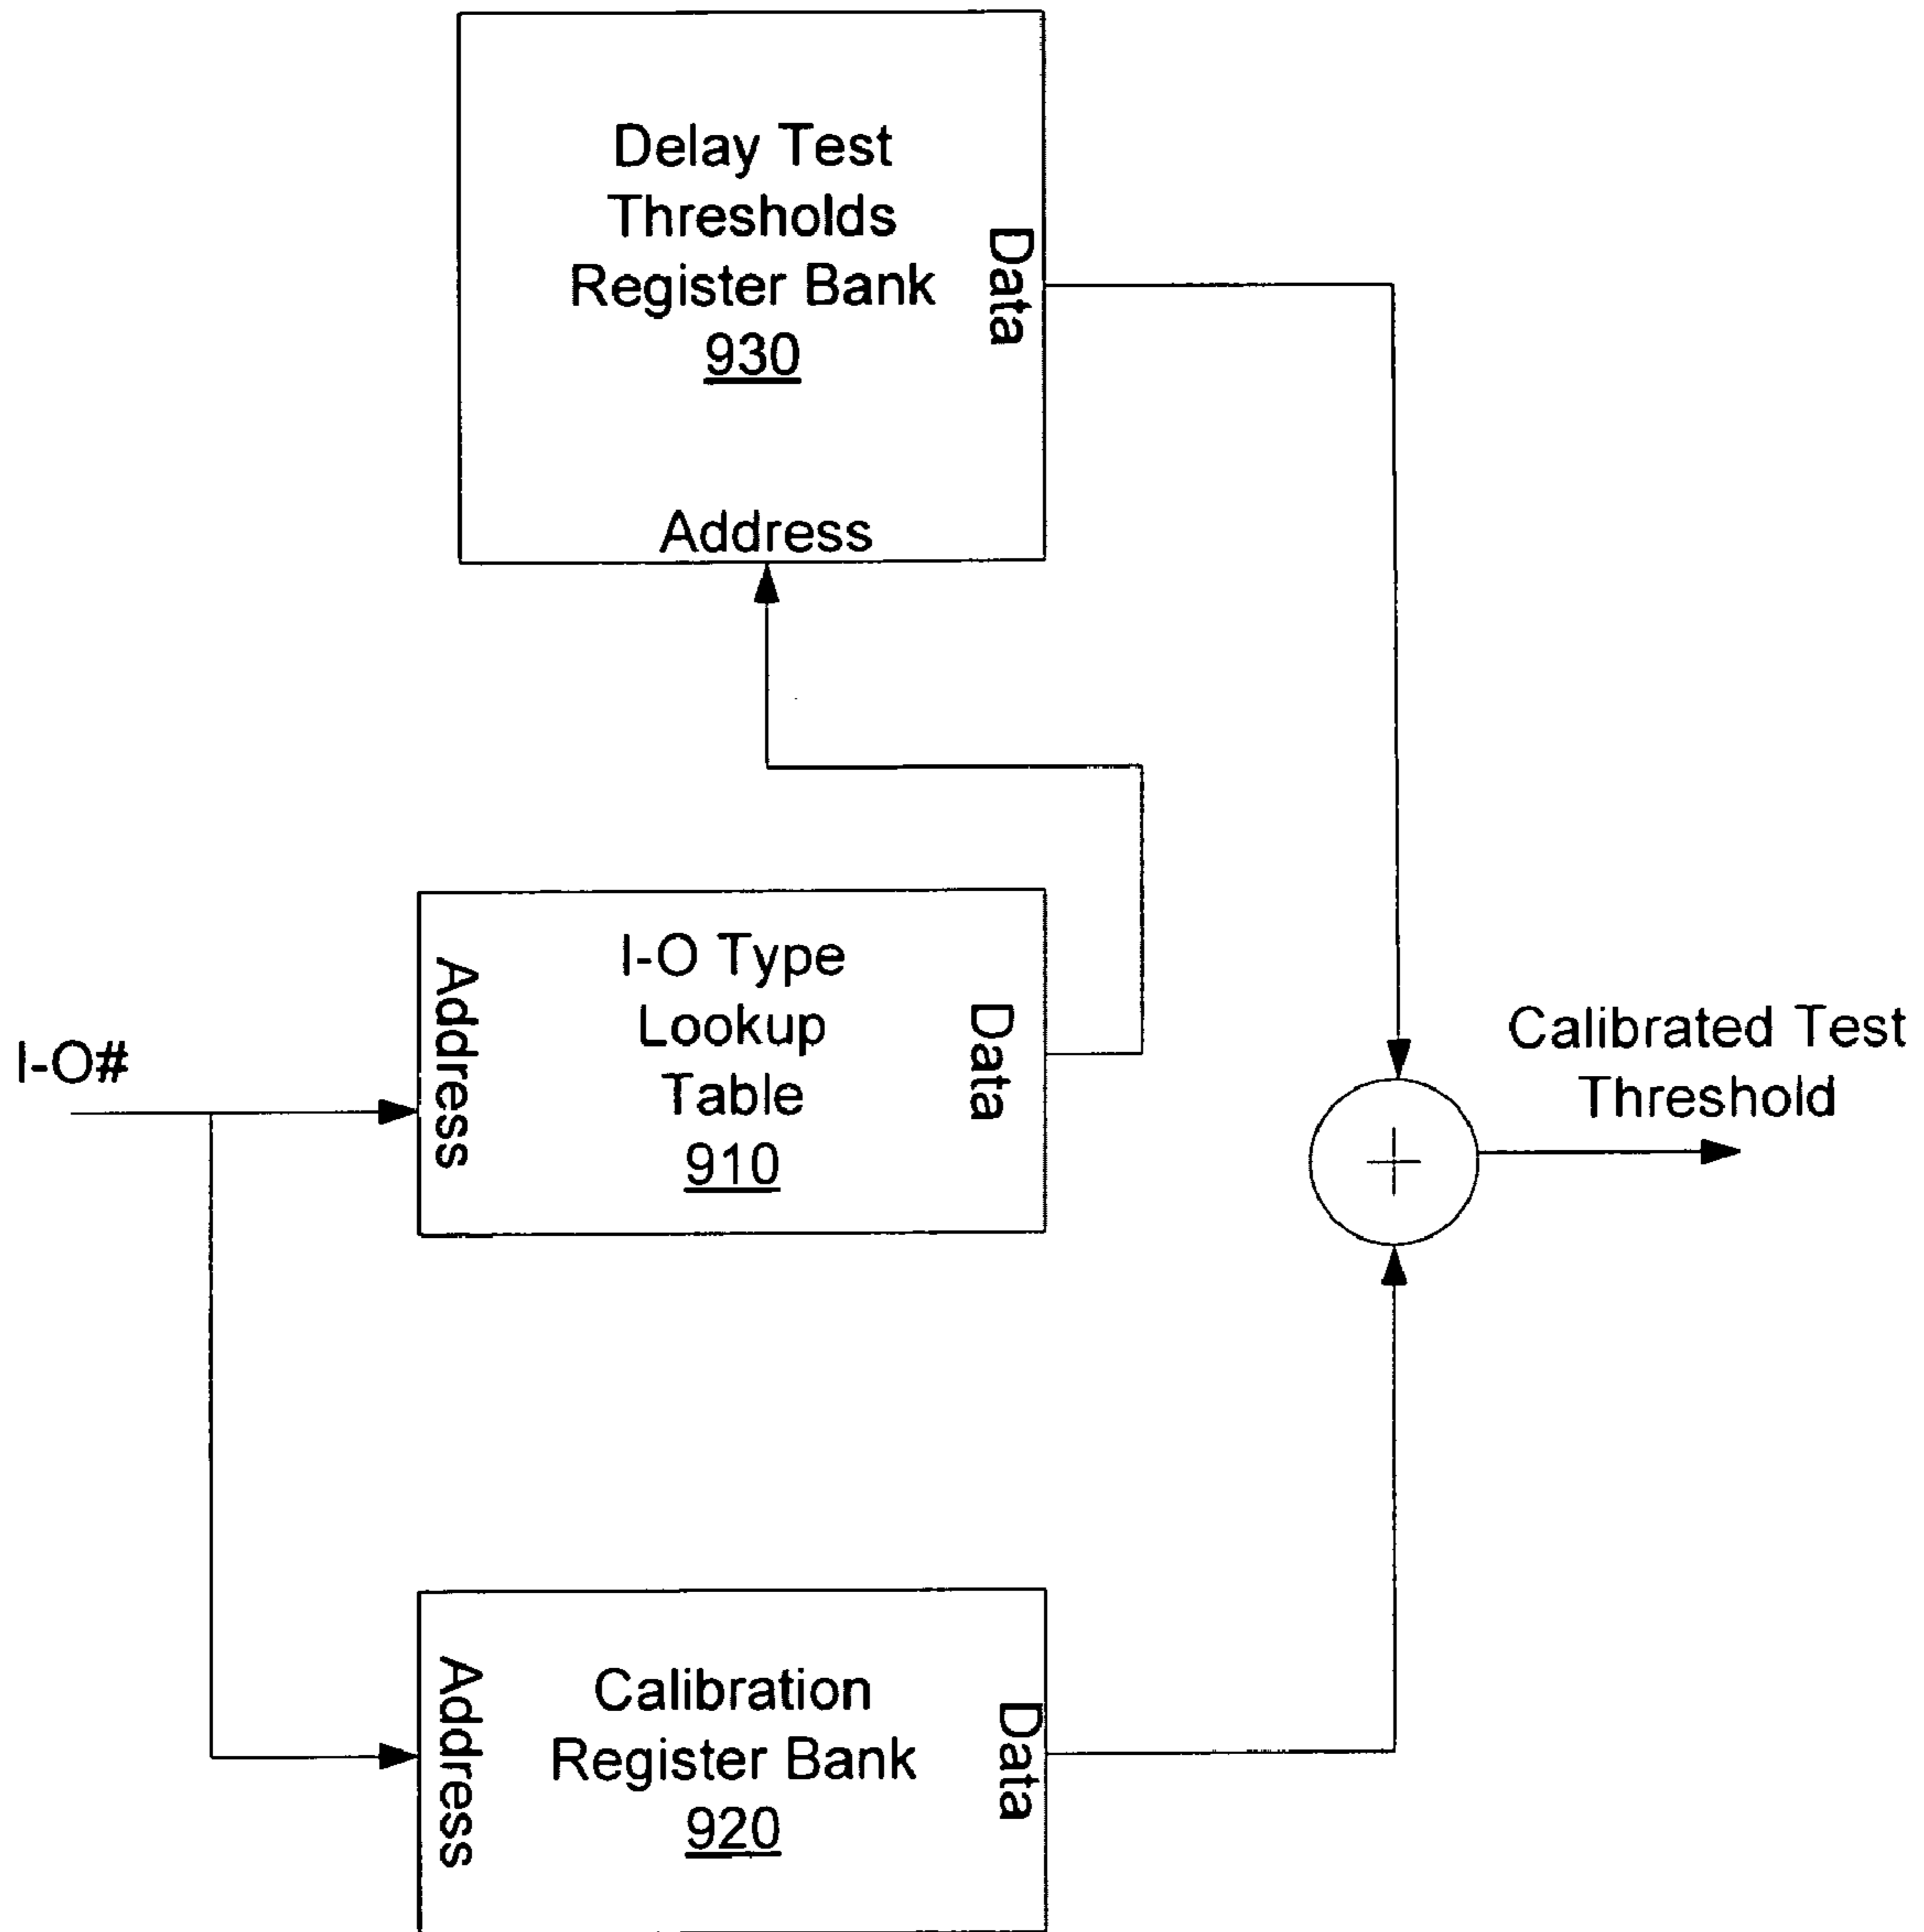 Delay Test
Thresholds
Register Bank
930
Data
Address
I-O#
Address
I-O Type
Lookup
Table
910
Data
Calibrated Test
Threshold
+
Address
Calibration
Register Bank
920
Data